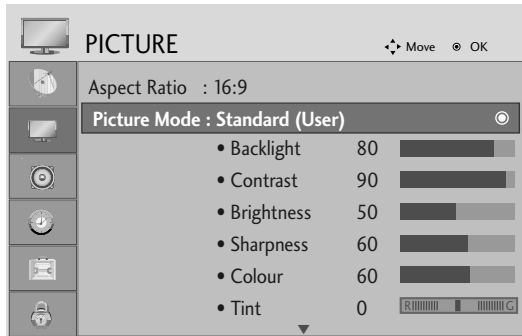 PICTURE
Move OK
Aspect Ratio : 16:9
Picture Mode : Standard (User)
• Backlight 80
• Contrast 90
• Brightness 50
• Sharpness 60
• Colour 60
• Tint 0 R G